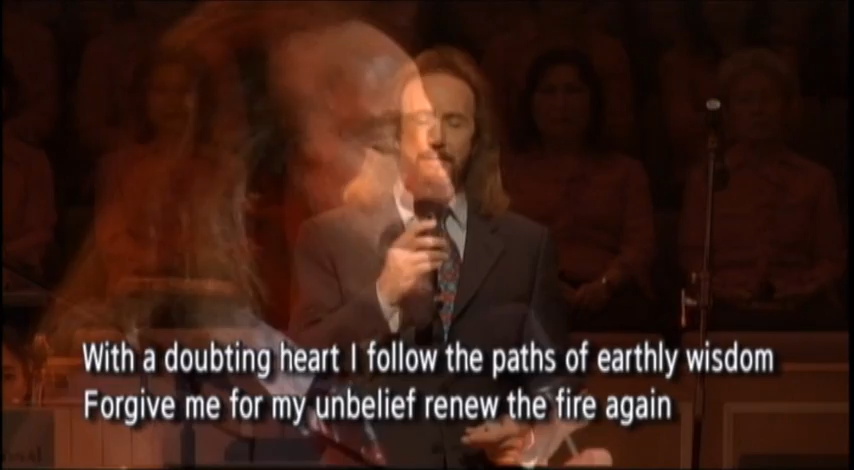 With a doubting heart I follow the paths of earthly wisdom
Forgive me for my unbelief renew the fire again